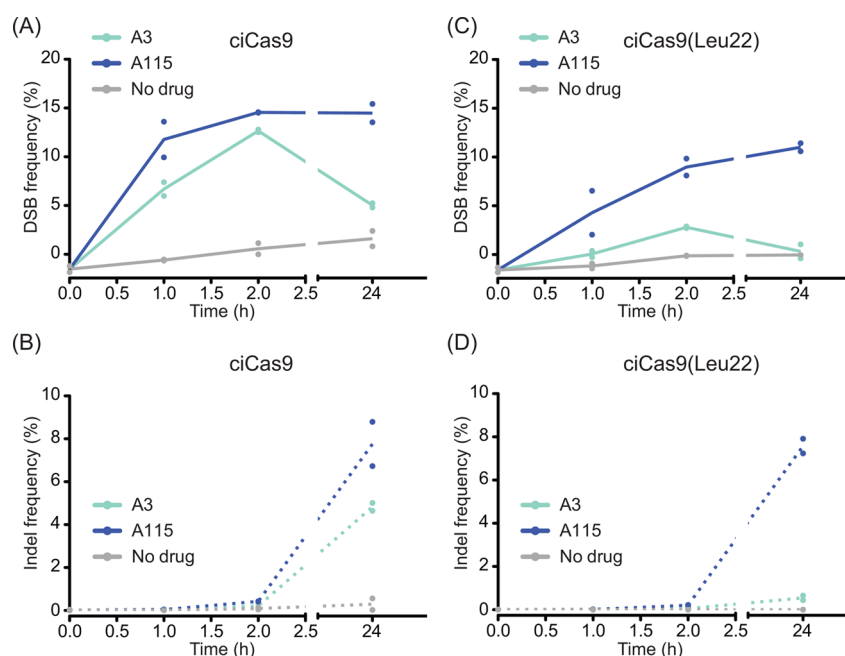 (A)
ciCas9
A3
A115
No drug
DSB frequency (%)
20
15
10
5
0
0.0 0.5 1.0 1.5 2.0 2.5 24
Time (h)
(C)
ciCas9(Leu22)
A3
A115
No drug
DSB frequency (%)
20
15
10
5
0
0.0 0.5 1.0 1.5 2.0 2.5 24
Time (h)
(B)
ciCas9
Indel frequency (%)
10
8
6
4
2
0
A3
A115
No drug
0.0 0.5 1.0 1.5 2.0 2.5 24
Time (h)
(D)
ciCas9(Leu22)
Indel frequency (%)
10
8
6
4
2
0
A3
A115
No drug
0.0 0.5 1.0 1.5 2.0 2.5 24
Time (h)